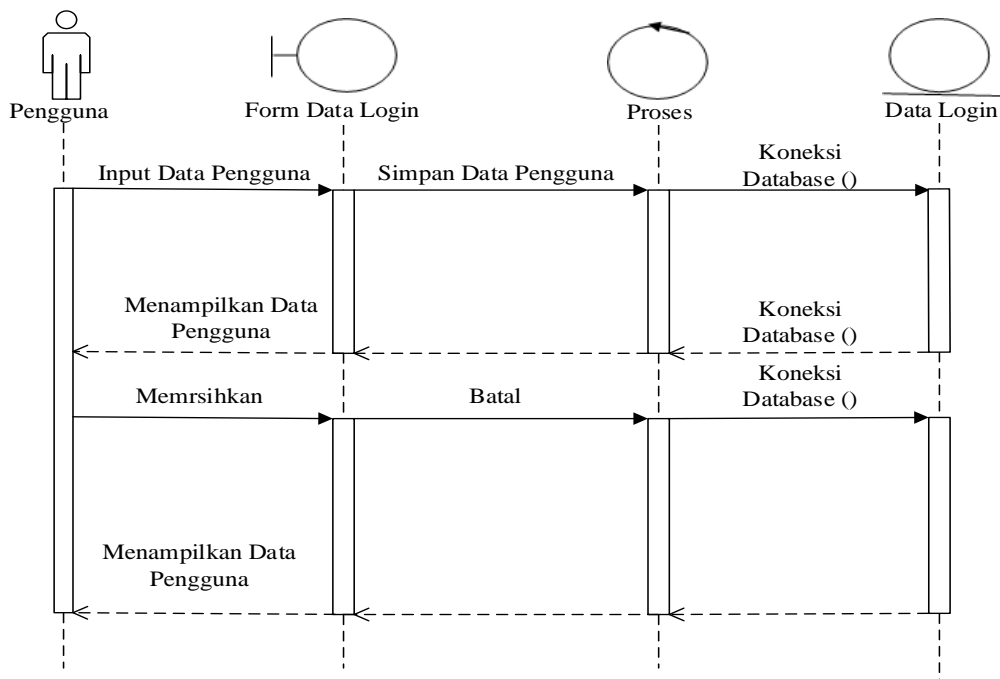 Pengguna
Form Data Login
Proses
Data Login
Input Data Pengguna
Simpan Data Pengguna
Koneksi
Database ()
Menampilkan Data
Pengguna
Koneksi
Database ()
Memrsihkan
Batal
Koneksi
Database ()
Menampilkan Data
Pengguna